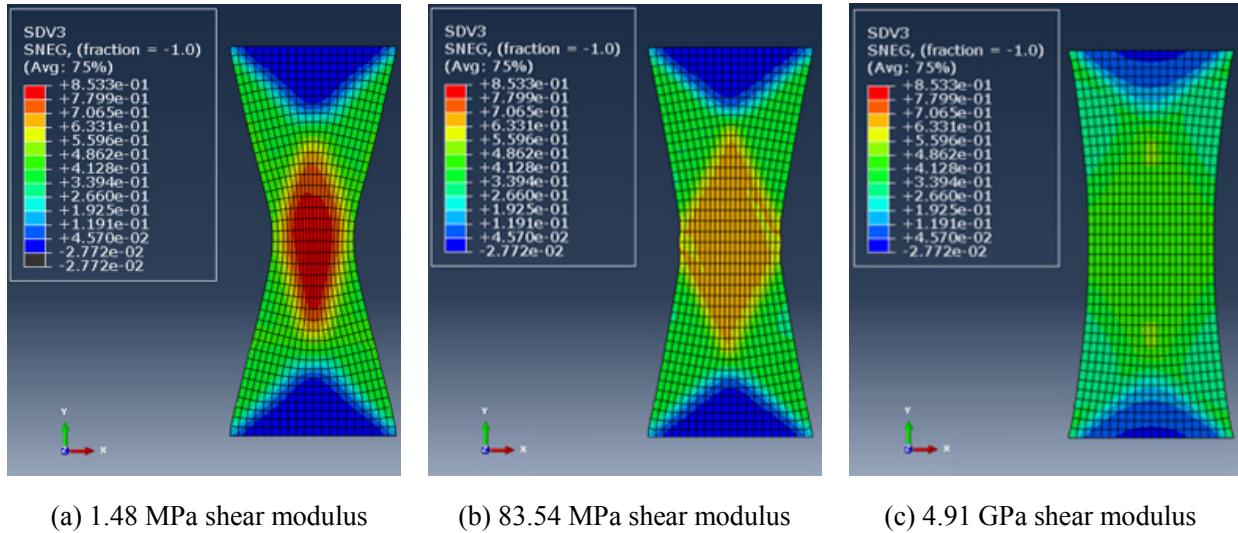 SDV3
SNEG, (fraction = -1.0)
(Avg: 75%)
+8.533e-01
+7.799e-01
+7.065e-01
+6.331e-01
+5.596e-01
+4.862e-01
+4.128e-01
+3.394e-01
+2.660e-01
+1.925e-01
+1.191e-01
+4.570e-02
-2.772e-02
-2.772e-02
Y
Z
X
SDV3
SNEG, (fraction = -1.0)
(Avg: 75%)
+8.533e-01
+7.799e-01
+7.065e-01
+6.331e-01
+5.596e-01
+4.862e-01
+4.128e-01
+3.394e-01
+2.660e-01
+1.925e-01
+1.191e-01
+4.570e-02
-2.772e-02
Y
Z
X
SDV3
SNEG, (fraction = -1.0)
(Avg: 75%)
+8.533e-01
+7.799e-01
+7.065e-01
+6.331e-01
+5.596e-01
+4.862e-01
+4.128e-01
+3.394e-01
+2.660e-01
+1.925e-01
+1.191e-01
+4.570e-02
-2.772e-02
Y
Z
X
(a) 1.48 MPa shear modulus
(b) 83.54 MPa shear modulus
(c) 4.91 GPa shear modulus